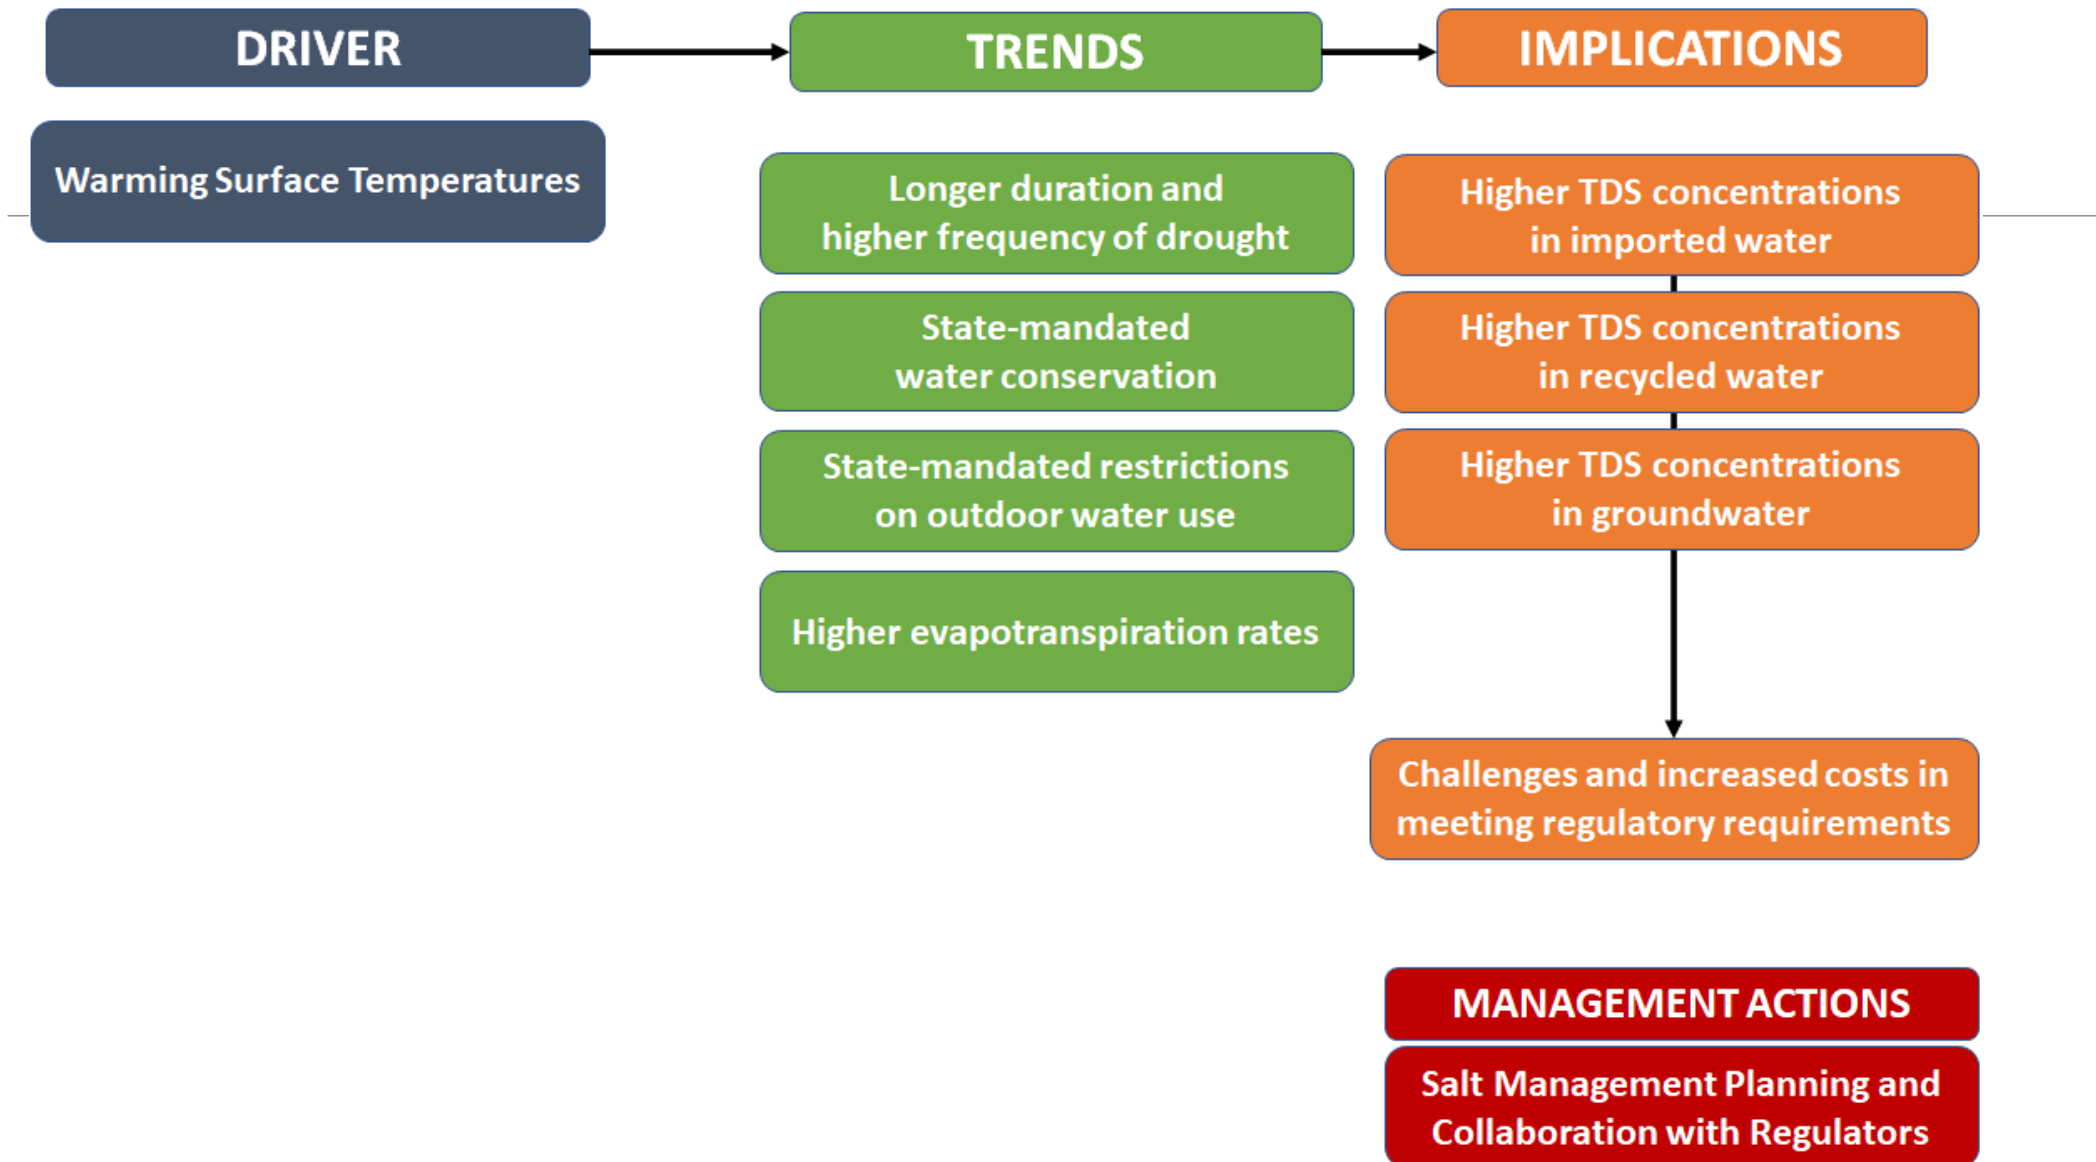 DRIVER
TRENDS
IMPLICATIONS
Warming Surface Temperatures
Longer duration and
higher frequency of drought
State-mandated
water conservation
State-mandated restrictions
on outdoor water use
Higher evapotranspiration rates
Higher TDS concentrations
in imported water
Higher TDS concentrations
in recycled water
Higher TDS concentrations
in groundwater
Challenges and increased costs in
meeting regulatory requirements
MANAGEMENT ACTIONS
Salt Management Planning and
Collaboration with Regulators